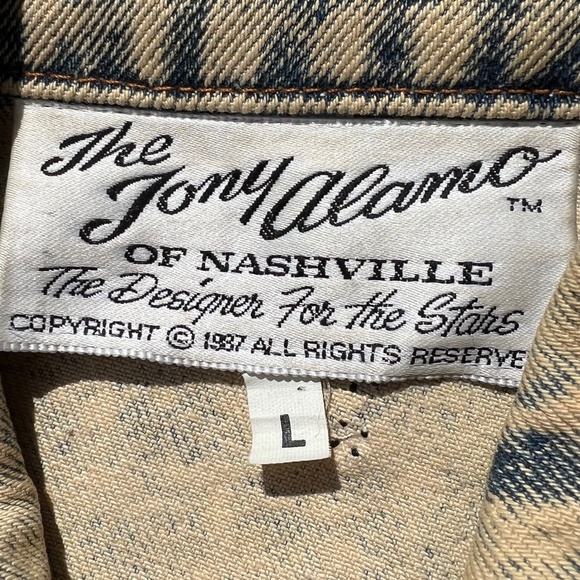 The
Tony Alamo
TM
OF NASHVILLE
The Designer For the Stars
COPYRIGHT © 1987 ALL RIGHTS RESERVE
L